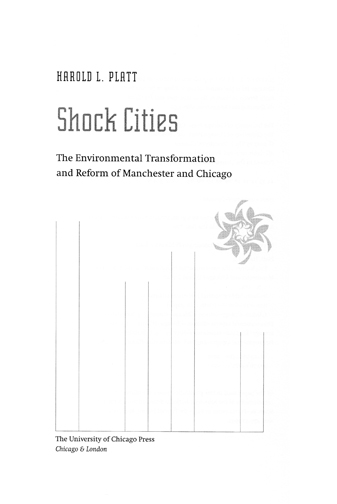 HAROLD L. PLATT
Shock Cities
The Environmental Transformation
and Reform of Manchester and Chicago
The University of Chicago Press
Chicago & London